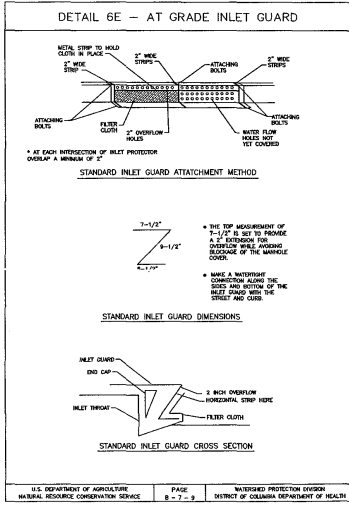 DETAIL 6E - AT GRADE INLET GUARD
METAL STRIP TO HOLD
CLOTH IN PLACE
2" WIDE
STRIP
2" WIDE
STRIPS
ATTACHING
BOLTS
2" WIDE
STRIPS
ATTACHING
BOLTS
FILTER
CLOTH
2" OVERFLOW
HOLES
WATER FLOW
HOLES NOT
YET COVERED
ATTACHING
BOLTS
* AT EACH INTERSECTION OF INLET PROTECTOR
OVERLAP A MINIMUM OF 2"
STANDARD INLET GUARD ATTATCHMENT METHOD
7-1/2"
9-1/2"
• THE TOP MEASUREMENT OF
7-1/2" IS SET TO PROVIDE
A 2" EXTENSION FOR
OVERFLOW WHILE AVOIDING
BLOCKAGE OF THE MANHOLE
COVER.
• MAKE A WATERTIGHT
CONNECTION ALONG THE
SIDES AND BOTTOM OF THE
INLET GUARD WITH THE
STREET AND CURB.
STANDARD INLET GUARD DIMENSIONS
INLET GUARD
END CAP
INLET THROAT
2 INCH OVERFLOW
HORIZONTAL STRIP HERE
FILTER CLOTH
STANDARD INLET GUARD CROSS SECTION
U.S. DEPARTMENT OF AGRICULTURE
NATURAL RESOURCE CONSERVATION SERVICE
PAGE
B - 7 - 9
WATERSHED PROTECTION DIVISION
DISTRICT OF COLUMBIA DEPARTMENT OF HEALTH